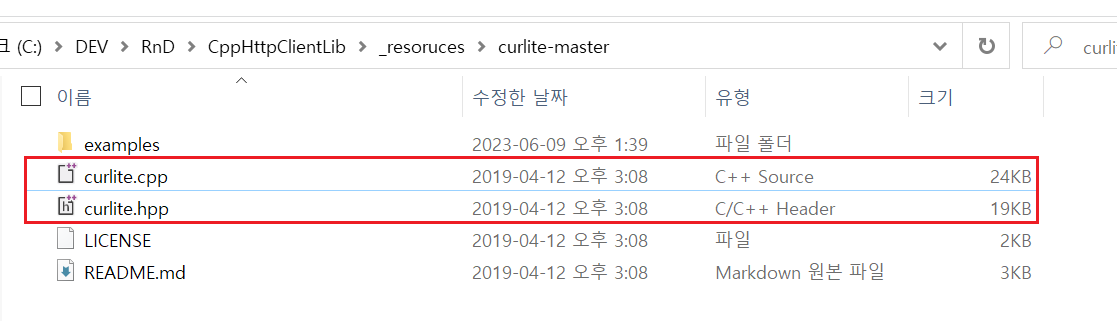 크 (C:) > DEV > RnD > CppHttpClientLib > _resoruces > curlite-master curli
이름 수정한 날짜 유형 크기
examples 2023-06-09 오후 1:39 파일 폴더
curlite.cpp 2019-04-12 오후 3:08 C++ Source 24KB
curlite.hpp 2019-04-12 오후 3:08 C/C++ Header 19KB
LICENSE 2019-04-12 오후 3:08 파일 2KB
README.md 2019-04-12 오후 3:08 Markdown 원본 파일 3KB